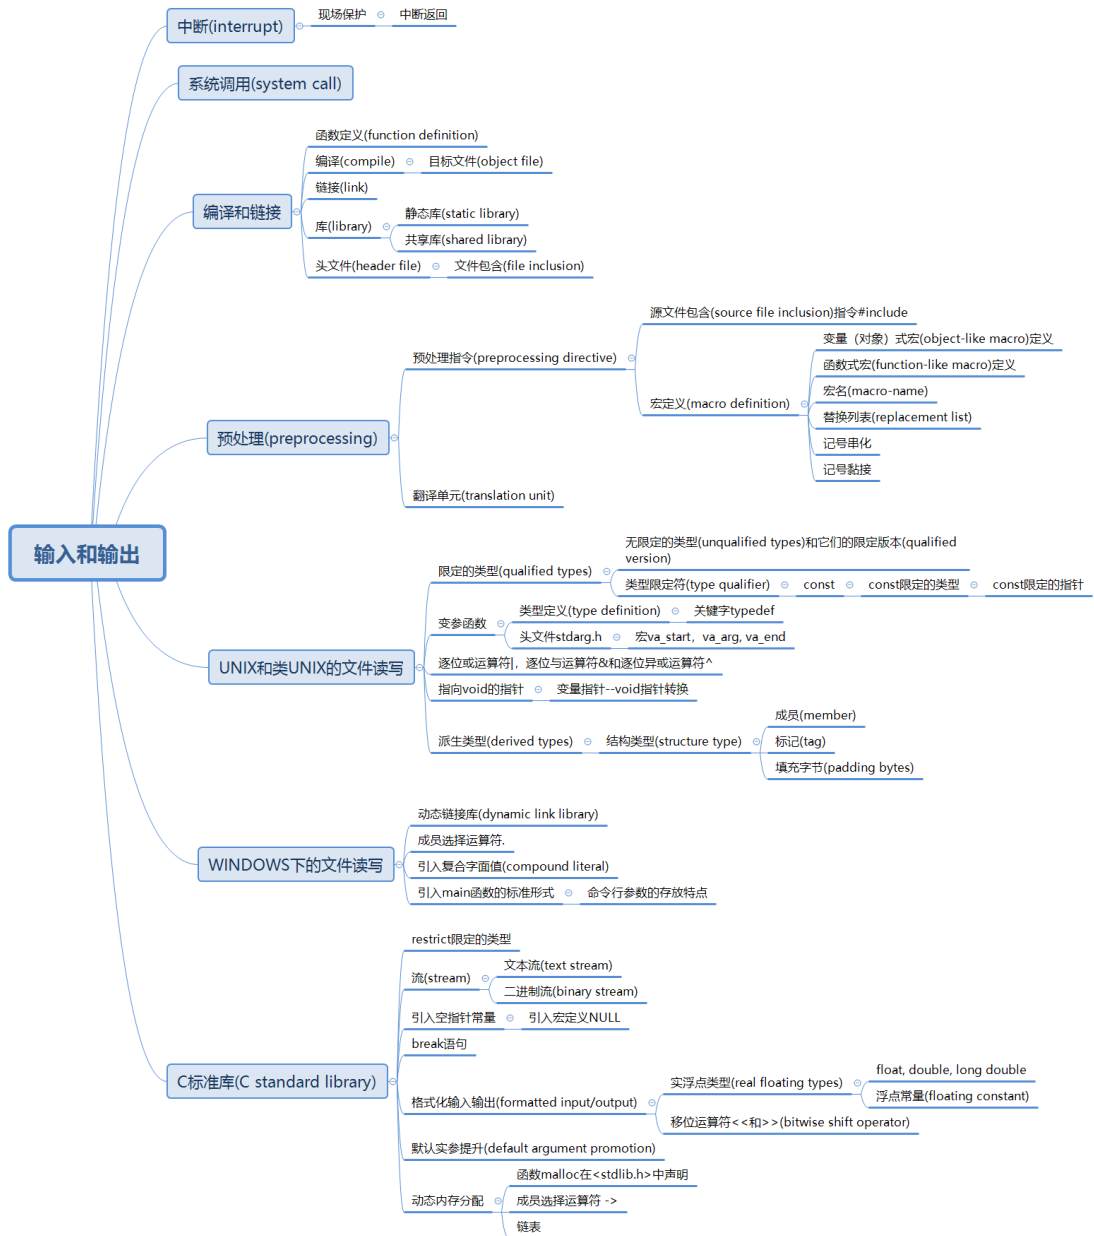 中断(interrupt)
现场保护
中断返回
系统调用(system call)
函数定义(function definition)
编译(compile)
目标文件(object file)
链接(link)
编译和链接
库(library)
静态库(static library)
共享库(shared library)
头文件(header file)
文件包含(file inclusion)
源文件包含(source file inclusion)指令#include
预处理指令(preprocessing directive)
变量（对象）式宏(object-like macro)定义
函数式宏(function-like macro)定义
宏定义(macro definition)
宏名(macro-name)
替换列表(replacement list)
记号串化
记号黏接
预处理(preprocessing)
翻译单元(translation unit)
输入和输出
限定的类型(qualified types)
无限定的类型(unqualified types)和它们的限定版本(qualified
version)
类型限定符(type qualifier)
const
const限定的类型
const限定的指针
变参函数
类型定义(type definition)
关键字typedef
头文件stdarg.h
宏va_start，va_arg, va_end
UNIX和类UNIX的文件读写
逐位或运算符|，逐位与运算符&和逐位异或运算符^
指向void的指针
变量指针--void指针转换
派生类型(derived types)
结构类型(structure type)
成员(member)
标记(tag)
填充字节(padding bytes)
动态链接库(dynamic link library)
成员选择运算符.
WINDOWS下的文件读写
引入复合字面值(compound literal)
引入main函数的标准形式
命令行参数的存放特点
restrict限定的类型
流(stream)
文本流(text stream)
二进制流(binary stream)
引入空指针常量
引入宏定义NULL
break语句
C标准库(C standard library)
格式化输入输出(formatted input/output)
实浮点类型(real floating types)
float, double, long double
浮点常量(floating constant)
移位运算符<<和>>(bitwise shift operator)
默认实参提升(default argument promotion)
动态内存分配
函数malloc在<stdlib.h>中声明
成员选择运算符 ->
链表